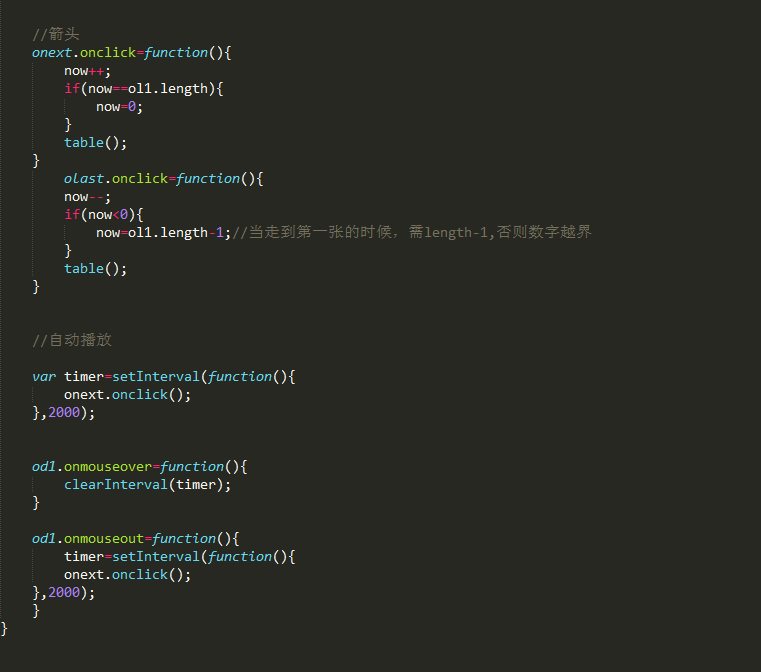 //箭头
onext.onclick=function(){
now++;
if(now==ol1.length){
now=0;
}
table();
}
olast.onclick=function(){
now--;
if(now<0){
now=ol1.length-1;//当走到第一张的时候，需length-1,否则数字越界
}
table();
}
//自动播放
var timer=setInterval(function(){
onext.onclick();
},2000);
od1.onmouseover=function(){
clearInterval(timer);
}
od1.onmouseout=function(){
timer=setInterval(function(){
onext.onclick();
},2000);
}
}